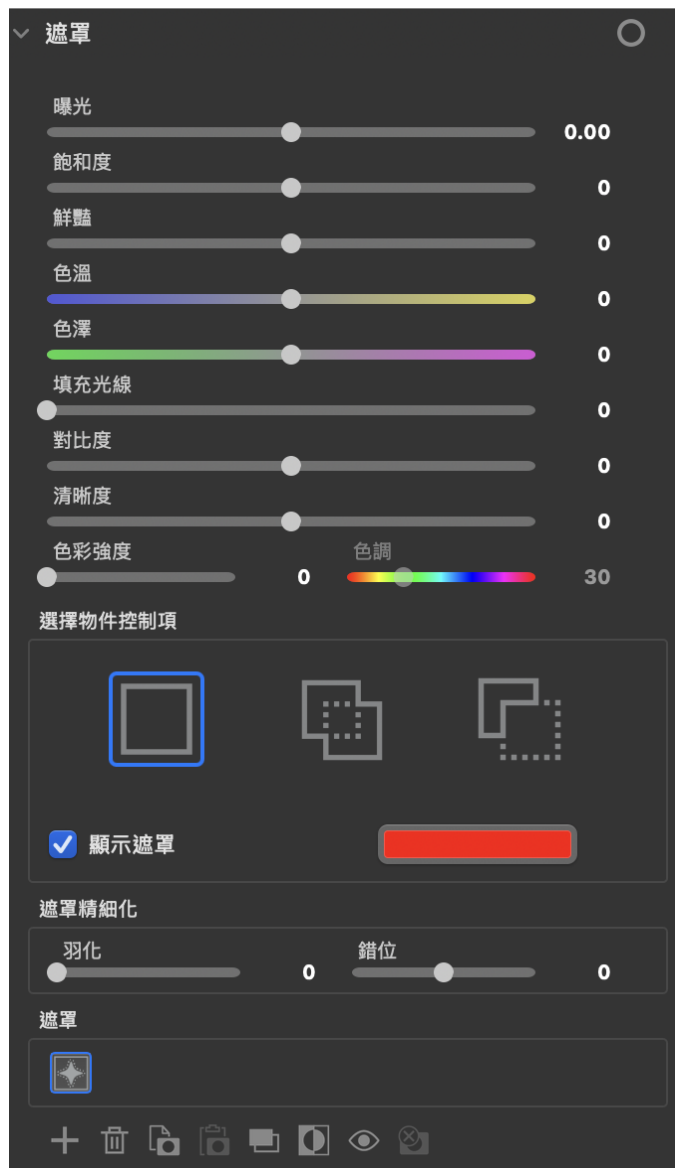 遮罩
曝光
0.00
飽和度
0
鮮豔
0
色溫
0
色澤
0
填充光線
0
對比度
0
清晰度
0
色彩強度 0 色調 30
選擇物件控制項
顯示遮罩
遮罩精細化
羽化 0 錯位 0
遮罩